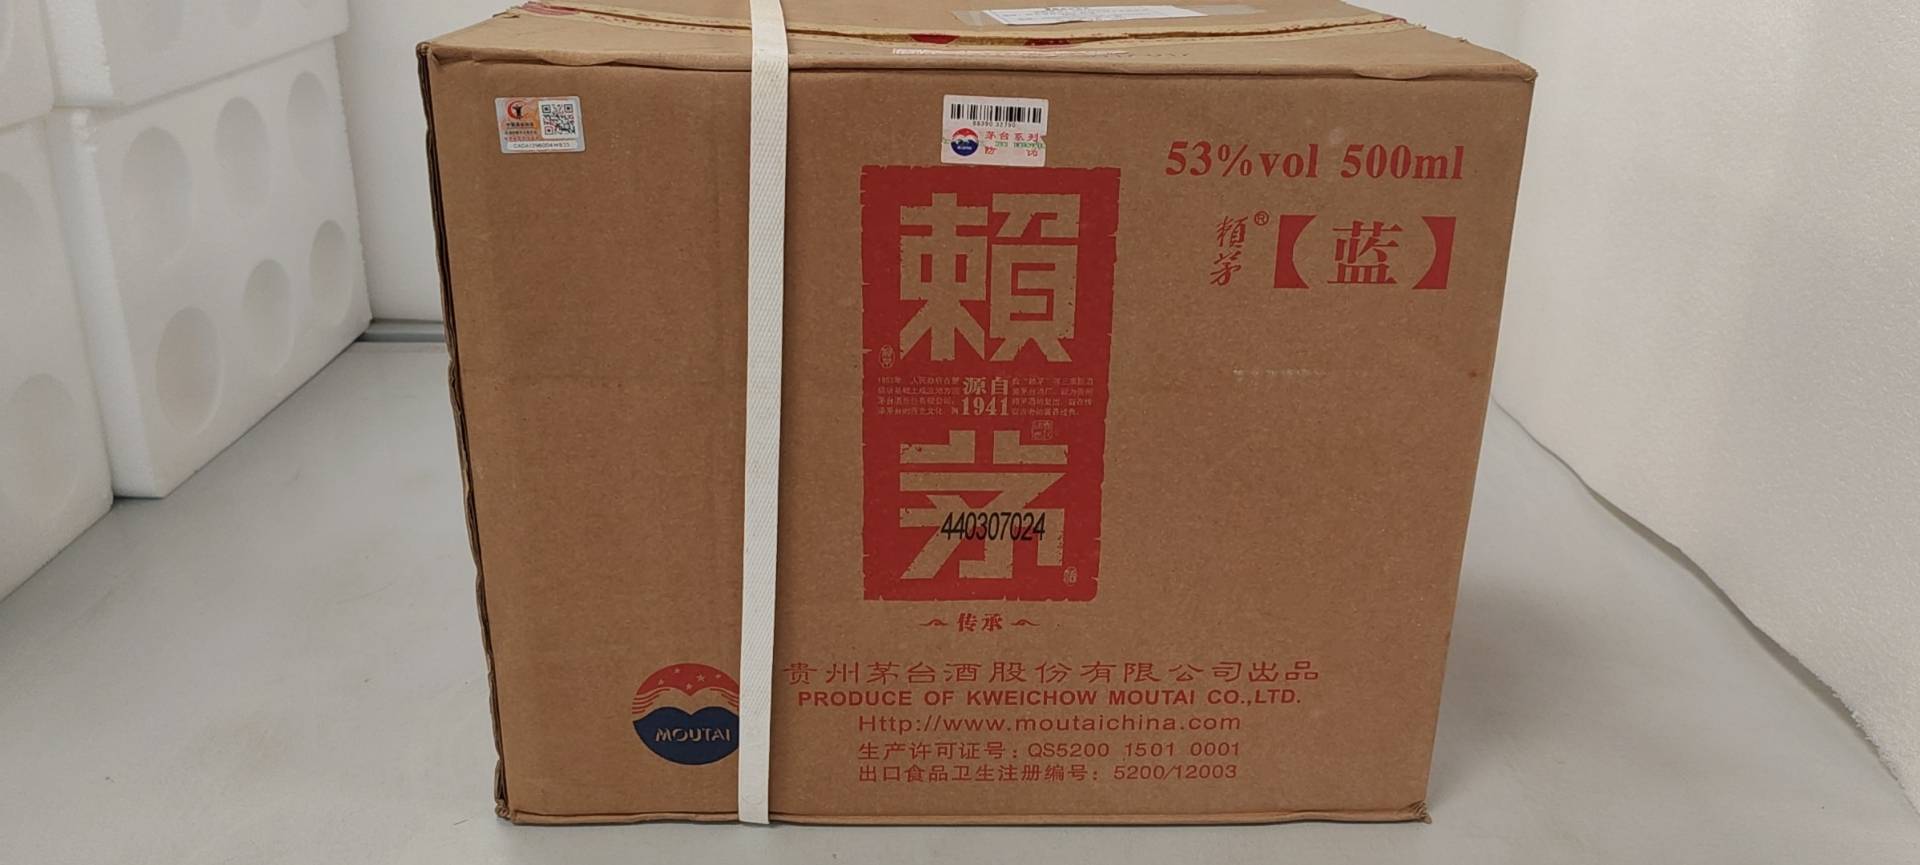 53%vol 500ml
賴茅®【蓝】
茅台系列
賴
源自
1941
茅
440307024
传承
MOUTAI
贵州茅台酒股份有限公司出品
PRODUCE OF KWEICHOW MOUTAI CO.,LTD.
Http://www.moutaichina.com
生产许可证号：QS5200 1501 0001
出口食品卫生注册编号：5200/12003